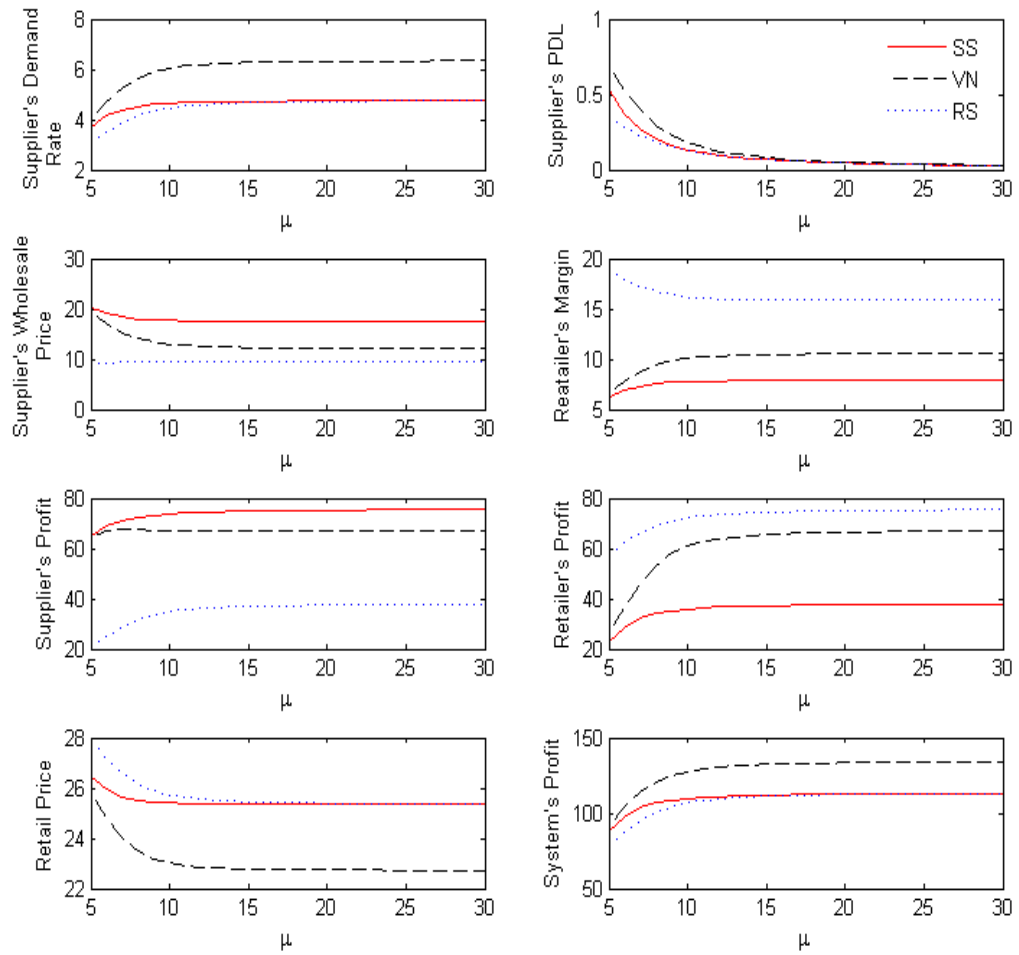 Supplier's Demand
Rate
8
6
4
2
5 10 15 20 25 30
μ
Supplier's PDL
1
0.5
0
5 10 15 20 25 30
μ
SS
VN
RS
Supplier's Wholesale
Price
30
20
10
0
5 10 15 20 25 30
μ
Reatailer's Margin
20
15
10
5
5 10 15 20 25 30
μ
Supplier's Profit
80
60
40
20
5 10 15 20 25 30
μ
Retailer's Profit
80
60
40
20
5 10 15 20 25 30
μ
Retail Price
28
26
24
22
5 10 15 20 25 30
μ
System's Profit
150
100
50
5 10 15 20 25 30
μ